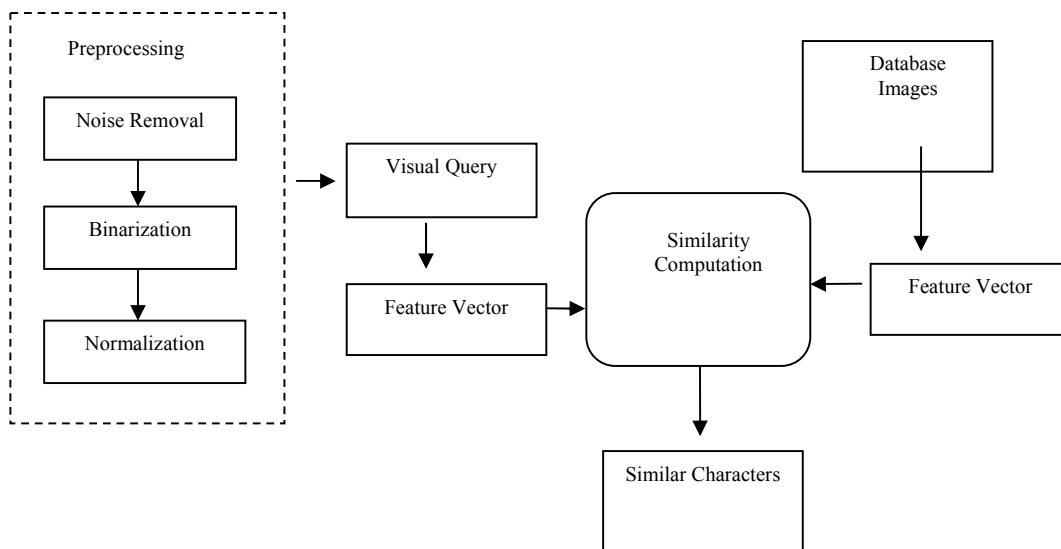 Preprocessing
Noise Removal
Binarization
Normalization
Visual Query
Feature Vector
Similarity
Computation
Database
Images
Feature Vector
Similar Characters